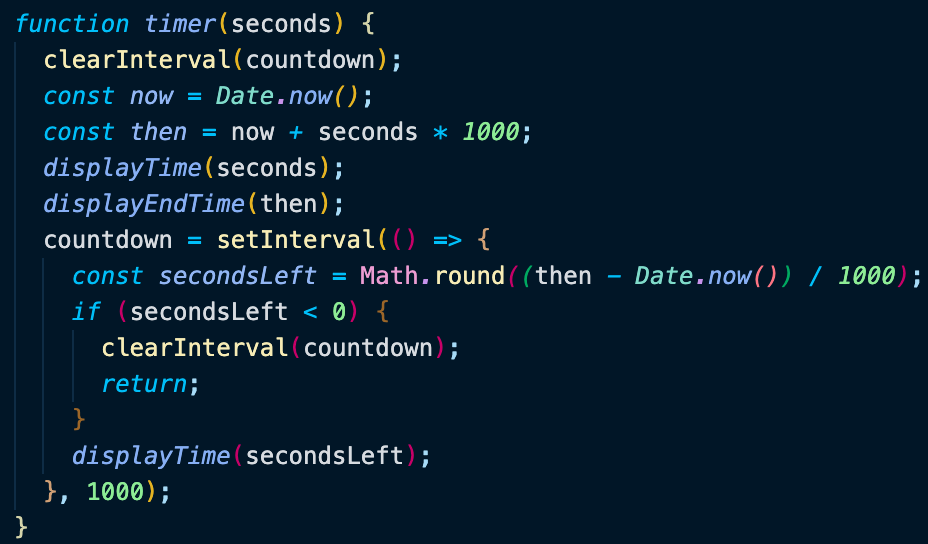 function timer(seconds) {
  clearInterval(countdown);
  const now = Date.now();
  const then = now + seconds * 1000;
  displayTime(seconds);
  displayEndTime(then);
  countdown = setInterval(() => {
    const secondsLeft = Math.round((then - Date.now()) / 1000);
    if (secondsLeft < 0) {
      clearInterval(countdown);
      return;
    }
    displayTime(secondsLeft);
  }, 1000);
}